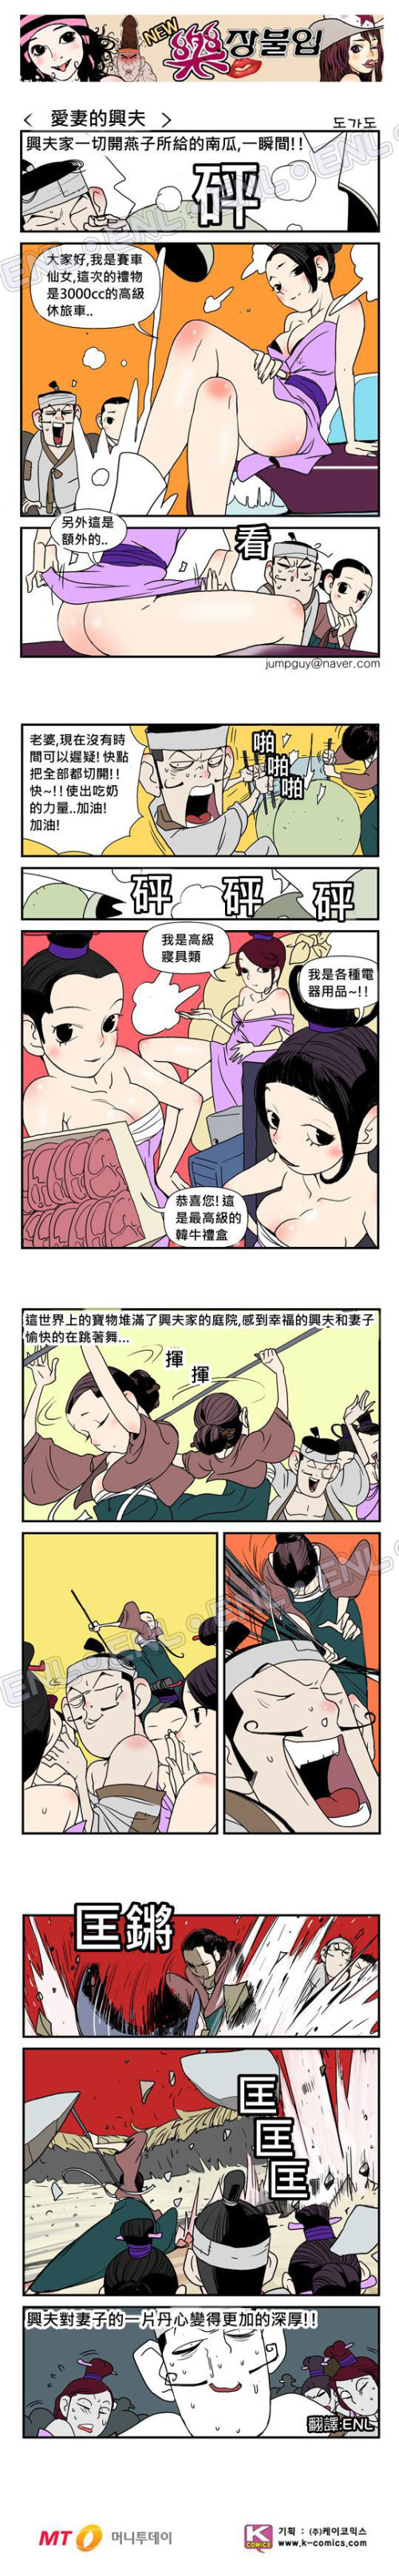 NEW 樂장불입
< 愛妻的興夫 >
도가도
興夫家一切開燕子所給的南瓜,一瞬間!!
砰
大家好,我是賽車
仙女,這次的禮物
是3000cc的高級
休旅車..
另外這是
額外的..
看
jumpguy@naver.com
老婆,現在沒有時
間可以遲疑! 快點
把全部都切開!!
快~!! 使出吃奶
的力量..加油!
加油!
啪
啪
啪
砰 砰 砰
我是高級
寢具類
我是各種電
器用品~!!
恭喜您! 這
是最高級的
韓牛禮盒
這世界上的寶物堆滿了興夫家的庭院,感到幸福的興夫和妻子
愉快的在跳著舞...
揮
揮
匡鏘
匡
匡
匡
興夫對妻子的一片丹心變得更加的深厚!!
翻譯:ENL
MT 머니투데이
K COMICS
기획 : (주)케이코믹스
www.k-comics.com
ENL